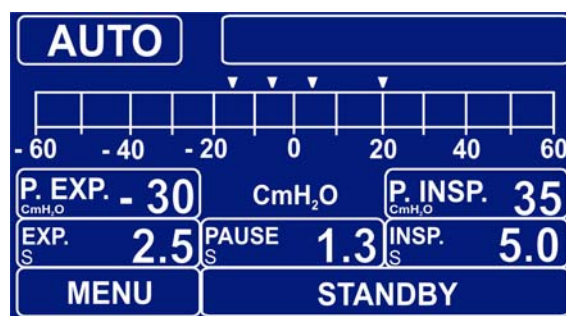 AUTO
- 60 - 40 - 20 0 20 40 60
P. EXP. - 30 CmH₂O P. INSP. 35
CmH₂O CmH₂O
EXP. 2.5 PAUSE 1.3 INSP. 5.0
S S S
MENU STANDBY